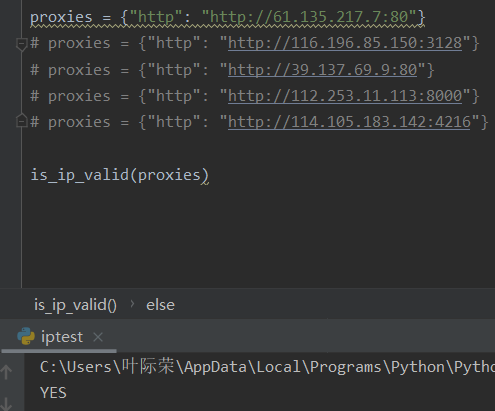 proxies = {"http": "http://61.135.217.7:80"}
# proxies = {"http": "http://116.196.85.150:3128"}
# proxies = {"http": "http://39.137.69.9:80"}
# proxies = {"http": "http://112.253.11.113:8000"}
# proxies = {"http": "http://114.105.183.142:4216"}
is_ip_valid(proxies)
is_ip_valid() › else
iptest ×
C:\Users\叶际荣\AppData\Local\Programs\Python\Pytho
YES